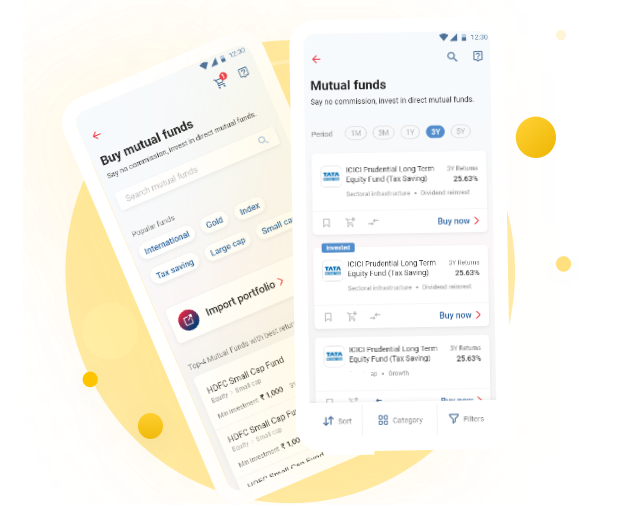 12:30
1
Buy mutual funds
Say no commission, invest in direct mutual funds.
Search mutual funds
Popular funds
International
Gold
Index
Tax saving
Large cap
Small ca
Import portfolio
Top-4 Mutual Funds with best retur
HDFC Small Cap Fund
Equity • Small cap
Min investment ₹ 1,000
HDFC Small Cap Fu
Equity • Small cap
Min investment ₹ 1,00
HDFC Small Cap Fund
12:30
Mutual funds
Say no commission, invest in direct mutual funds.
Period 1M 3M 1Y 3Y 5Y
TATA
ICICI Prudential Long Term
Equity Fund (Tax Saving)
3Y Returns
25.63%
Sectoral infrastructure • Dividend reinvest
Buy now
Invested
TATA
ICICI Prudential Long Term
Equity Fund (Tax Saving)
3Y Returns
25.63%
Sectoral infrastructure • Dividend reinvest
Buy now
TATA
ICICI Prudential Long Term
Equity Fund (Tax Saving)
3Y Returns
25.63%
ap • Growth
Buy now
Sort
Category
Filters